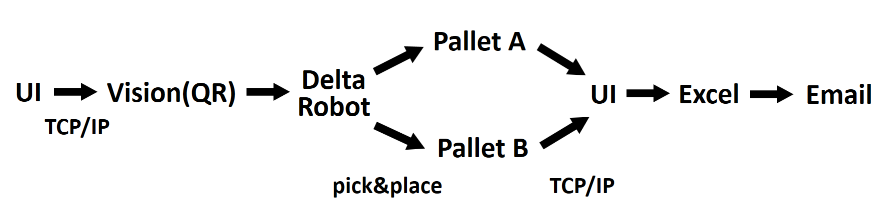 Pallet A
UI
Vision(QR)
Delta
Robot
UI
Excel
Email
TCP/IP
Pallet B
pick&place
TCP/IP